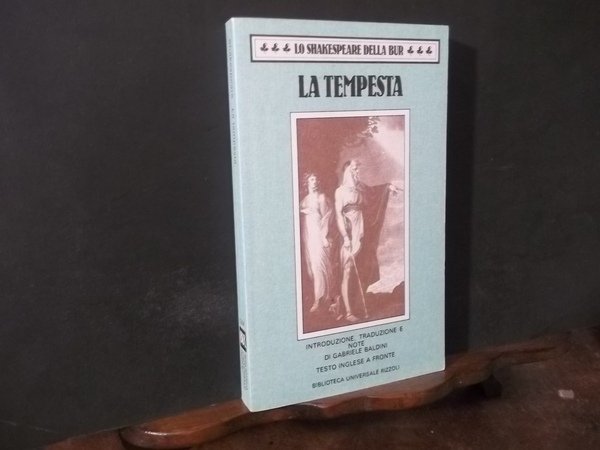 LO SHAKESPEARE DELLA BUR
LA TEMPESTA
INTRODUZIONE, TRADUZIONE E
NOTE
DI GABRIELE BALDINI
TESTO INGLESE A FRONTE
BIBLIOTECA UNIVERSALE RIZZOLI